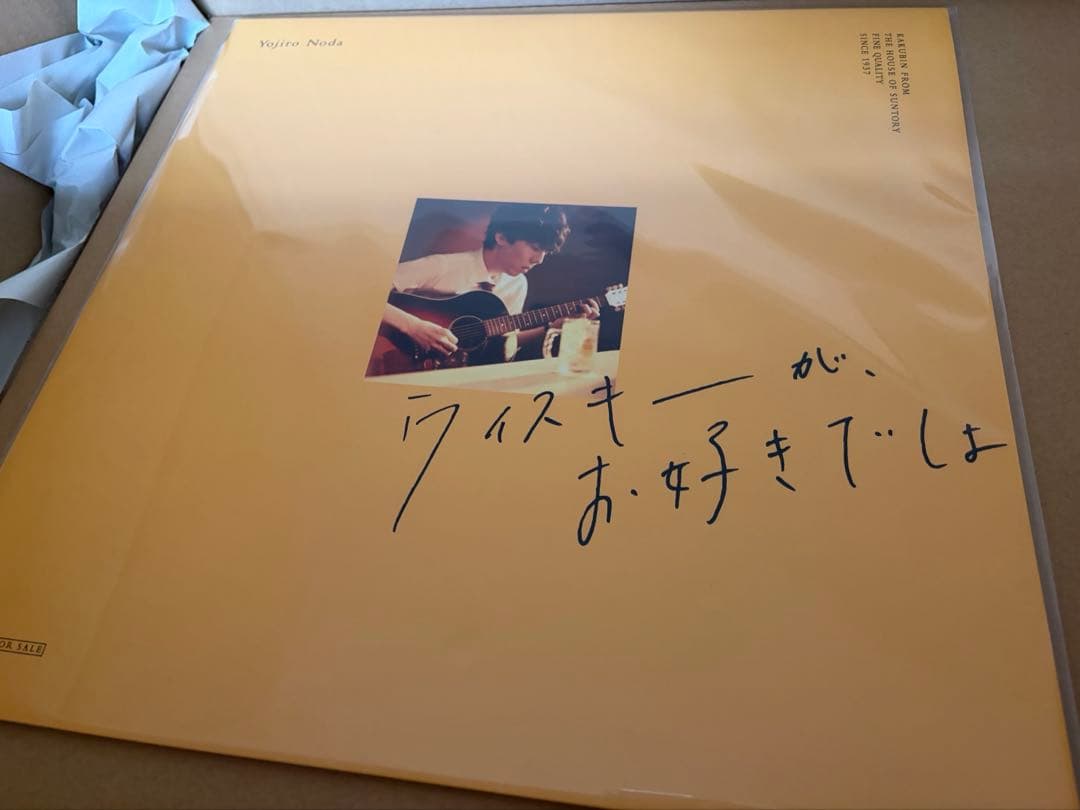 Yojiro Noda
KAKUBIN FROM
THE HOUSE OF SUNTORY
FINE QUALITY
SINCE 1937
ウイスキーが、
お好きでしょ
OR SALE